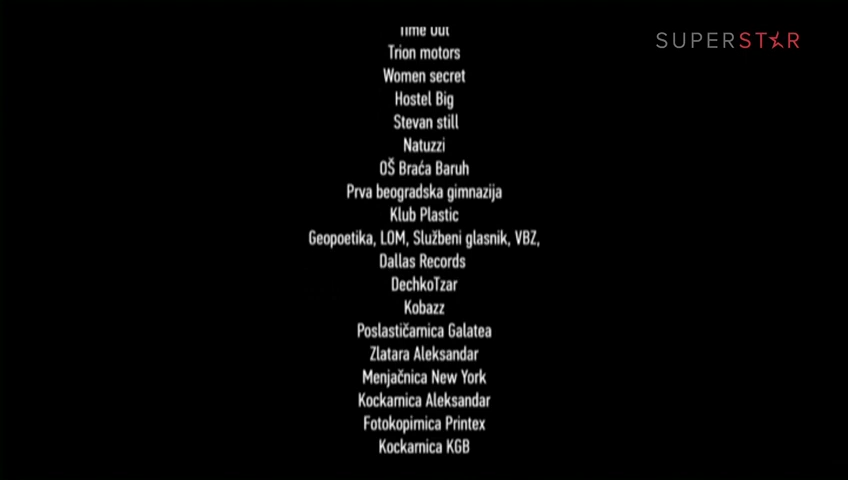 SUPERSTAR
Time Out
Trion motors
Women secret
Hostel Big
Stevan still
Natuzzi
OŠ Braća Baruh
Prva beogradska gimnazija
Klub Plastic
Geopoetika, LOM, Službeni glasnik, VBZ,
Dallas Records
DechkoTzar
Kobazz
Poslastičarnica Galatea
Zlatara Aleksandar
Menjačnica New York
Kockarnica Aleksandar
Fotokopirnica Printex
Kockarnica KGB